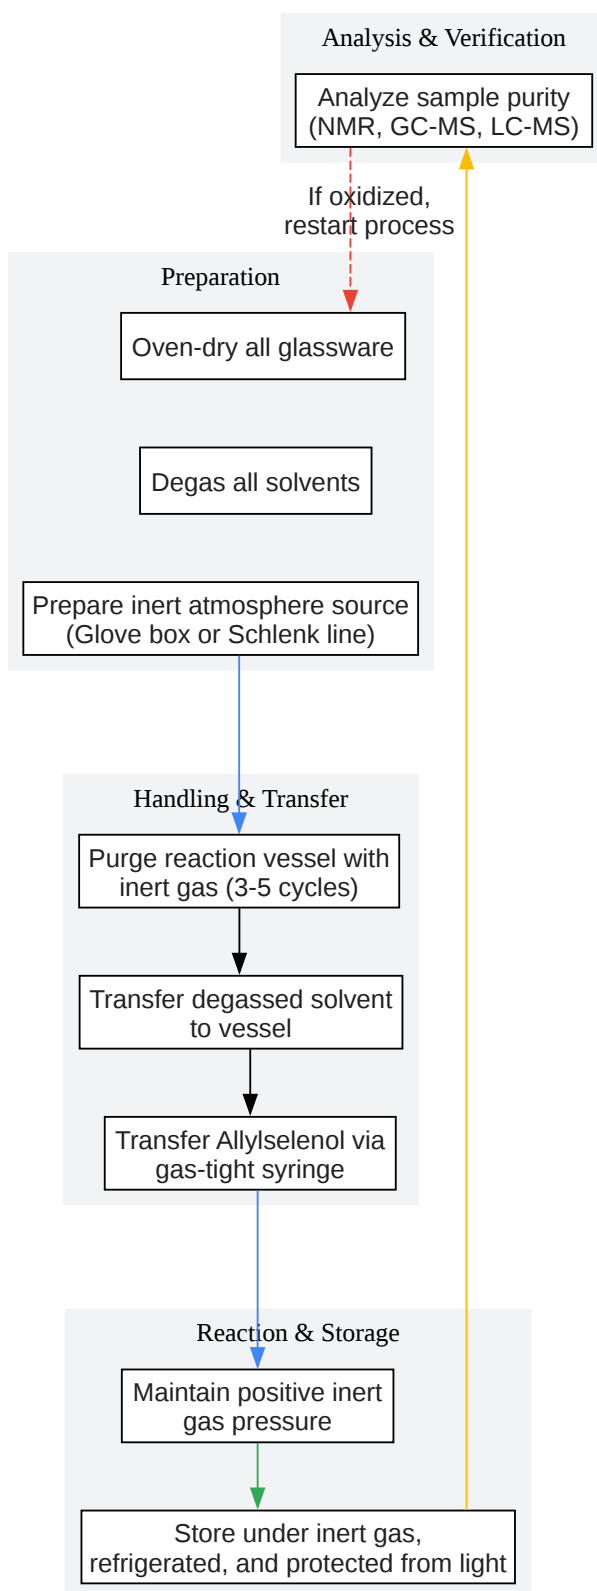 Analysis & Verification
Analyze sample purity
(NMR, GC-MS, LC-MS)
If oxidized,
restart process
Preparation
Oven-dry all glassware
Degas all solvents
Prepare inert atmosphere source
(Glove box or Schlenk line)
Handling & Transfer
Purge reaction vessel with
inert gas (3-5 cycles)
Transfer degassed solvent
to vessel
Transfer Allylselenol via
gas-tight syringe
Reaction & Storage
Maintain positive inert
gas pressure
Store under inert gas,
refrigerated, and protected from light